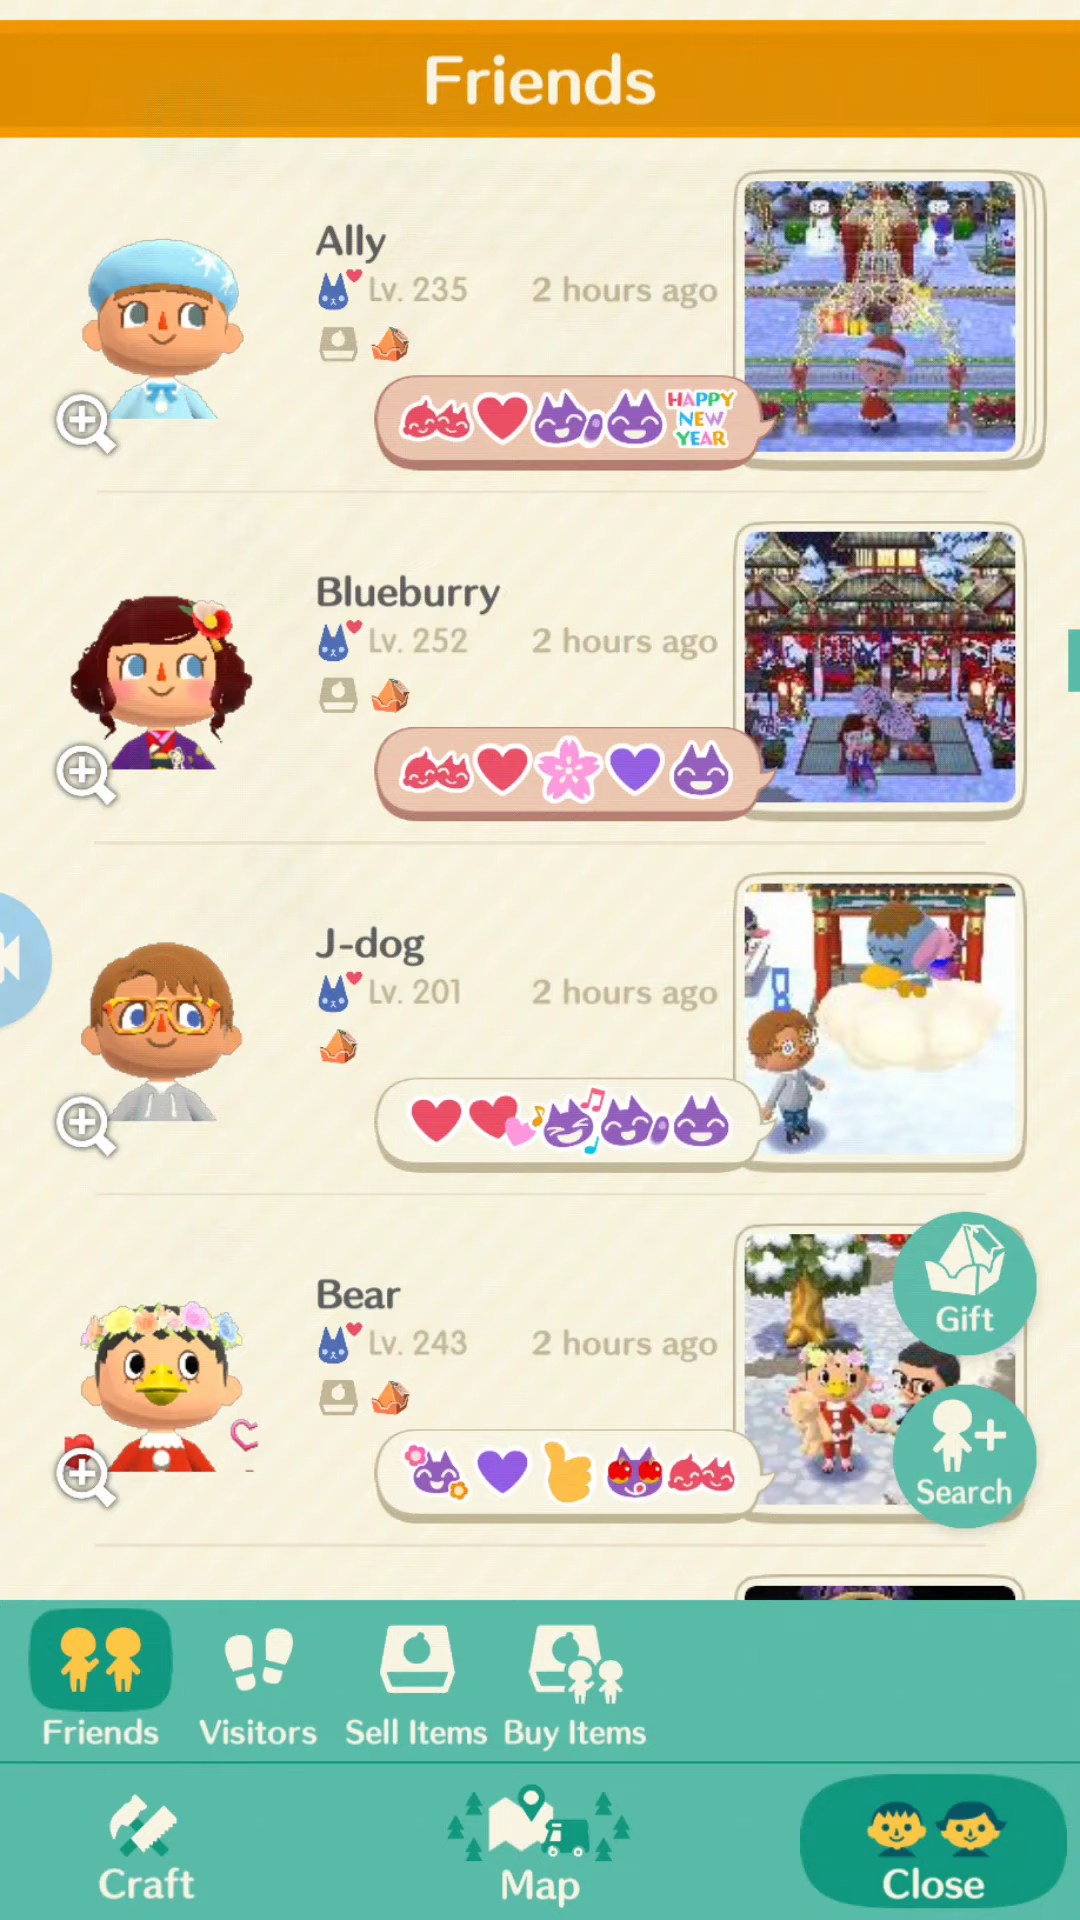 Friends
Ally
Lv. 235 2 hours ago
HAPPY
NEW
YEAR
Blueburry
Lv. 252 2 hours ago
J-dog
Lv. 201 2 hours ago
Bear
Lv. 243 2 hours ago
Gift
Search
Friends Visitors Sell Items Buy Items
Craft Map Close